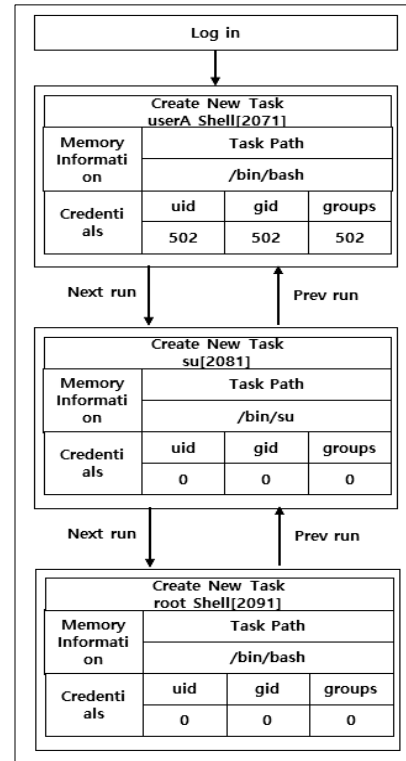 Log in
Create New Task
userA Shell[2071]
Memory
Informati
on
Task Path
/bin/bash
Credenti
als
uid gid groups
502 502 502
Next run Prev run
Create New Task
su[2081]
Memory
Informati
on
Task Path
/bin/su
Credenti
als
uid gid groups
0 0 0
Next run Prev run
Create New Task
root Shell[2091]
Memory
Informati
on
Task Path
/bin/bash
Credenti
als
uid gid groups
0 0 0